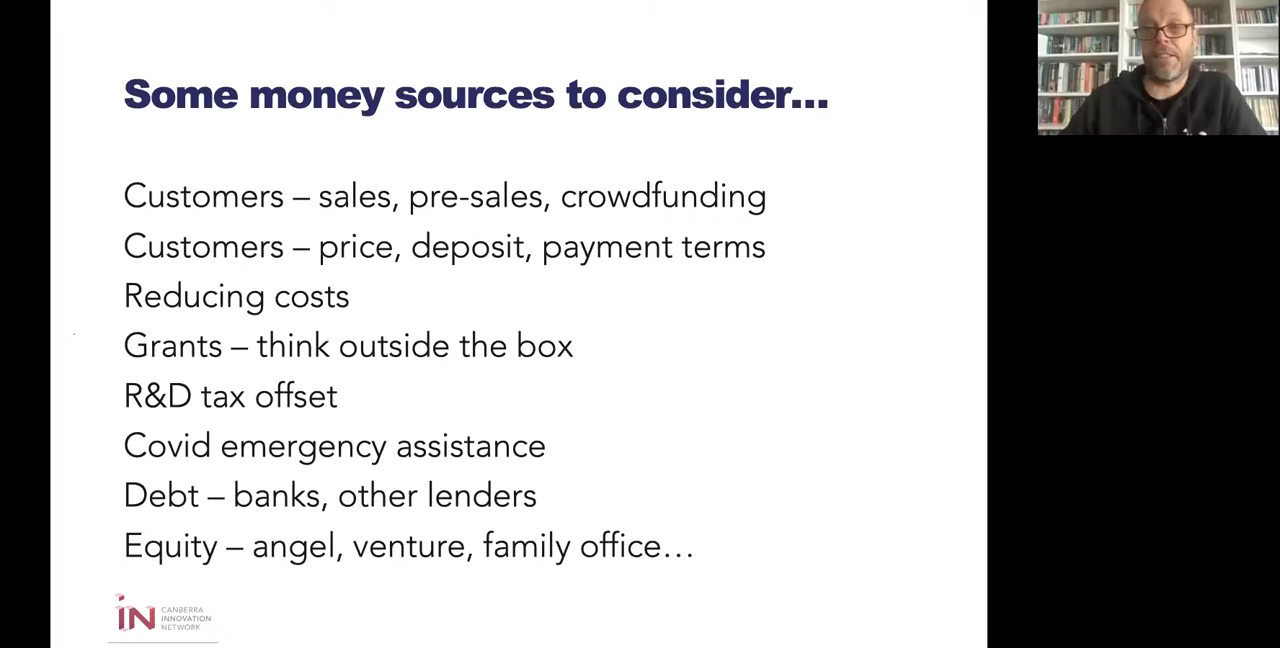 Some money sources to consider...
Customers – sales, pre-sales, crowdfunding
Customers – price, deposit, payment terms
Reducing costs
Grants – think outside the box
R&D tax offset
Covid emergency assistance
Debt – banks, other lenders
Equity – angel, venture, family office...
iN
CANBERRA
INNOVATION
NETWORK